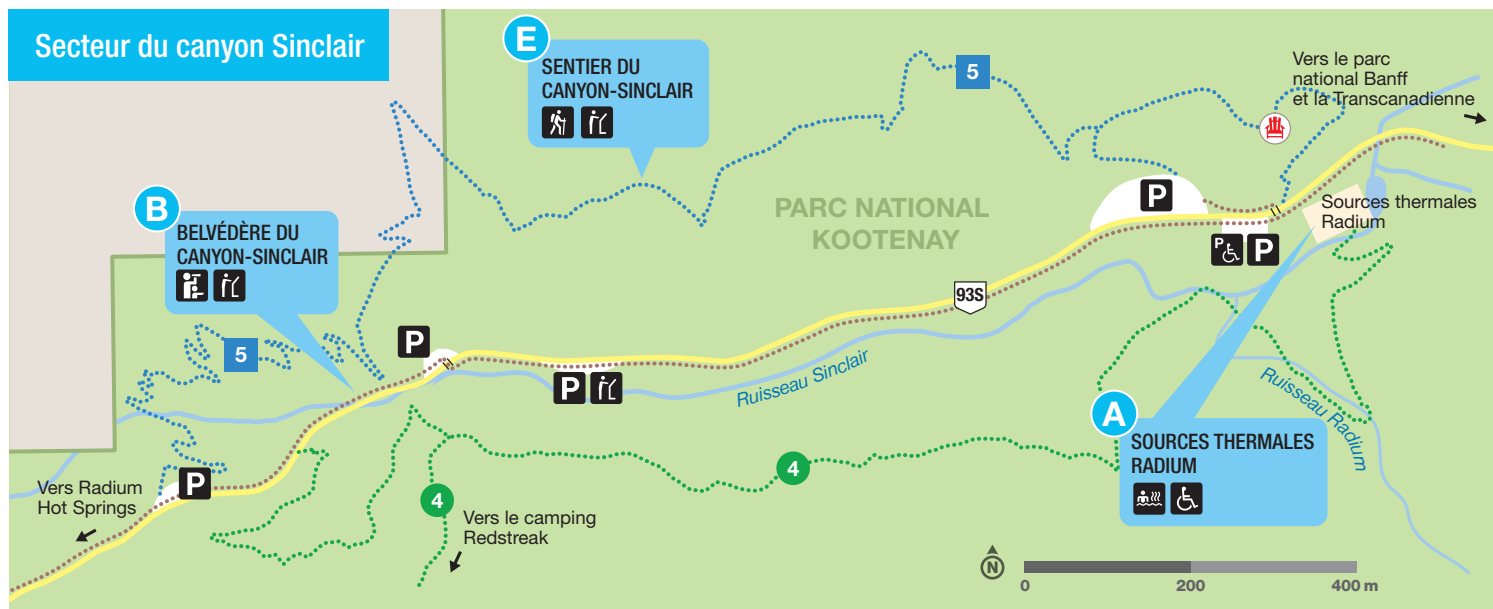 Secteur du canyon Sinclair
E
SENTIER DU
CANYON-SINCLAIR
5
Vers le parc
national Banff
et la Transcanadienne
B
BELVÉDÈRE DU
CANYON-SINCLAIR
PARC NATIONAL
KOOTENAY
P
P
P
Sources thermales
Radium
93S
5
P
P
Ruisseau Sinclair
Ruisseau Radium
A
SOURCES THERMALES
RADIUM
4
4
P
Vers Radium
Hot Springs
Vers le camping
Redstreak
N
0 200 400 m